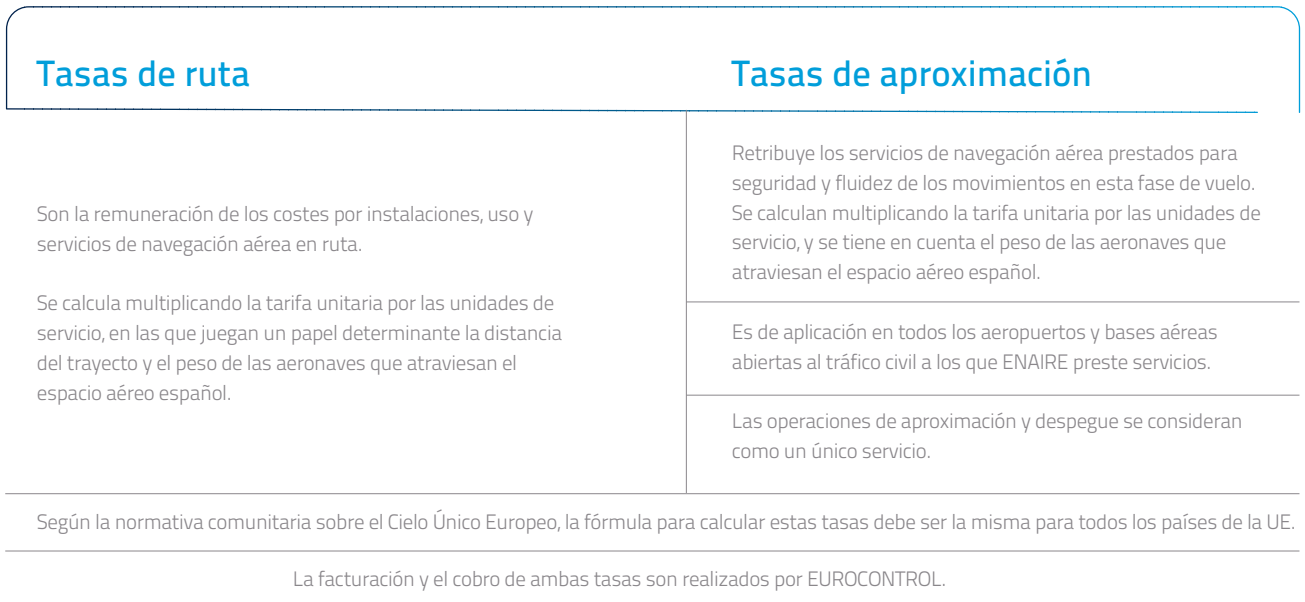 Tasas de ruta
Tasas de aproximación
Son la remuneración de los costes por instalaciones, uso y
servicios de navegación aérea en ruta.
Se calcula multiplicando la tarifa unitaria por las unidades de
servicio, en las que juegan un papel determinante la distancia
del trayecto y el peso de las aeronaves que atraviesan el
espacio aéreo español.
Retribuye los servicios de navegación aérea prestados para
seguridad y fluidez de los movimientos en esta fase de vuelo.
Se calculan multiplicando la tarifa unitaria por las unidades de
servicio, y se tiene en cuenta el peso de las aeronaves que
atraviesan el espacio aéreo español.
Es de aplicación en todos los aeropuertos y bases aéreas
abiertas al tráfico civil a los que ENAIRE preste servicios.
Las operaciones de aproximación y despegue se consideran
como un único servicio.
Según la normativa comunitaria sobre el Cielo Único Europeo, la fórmula para calcular estas tasas debe ser la misma para todos los países de la UE.
La facturación y el cobro de ambas tasas son realizados por EUROCONTROL.